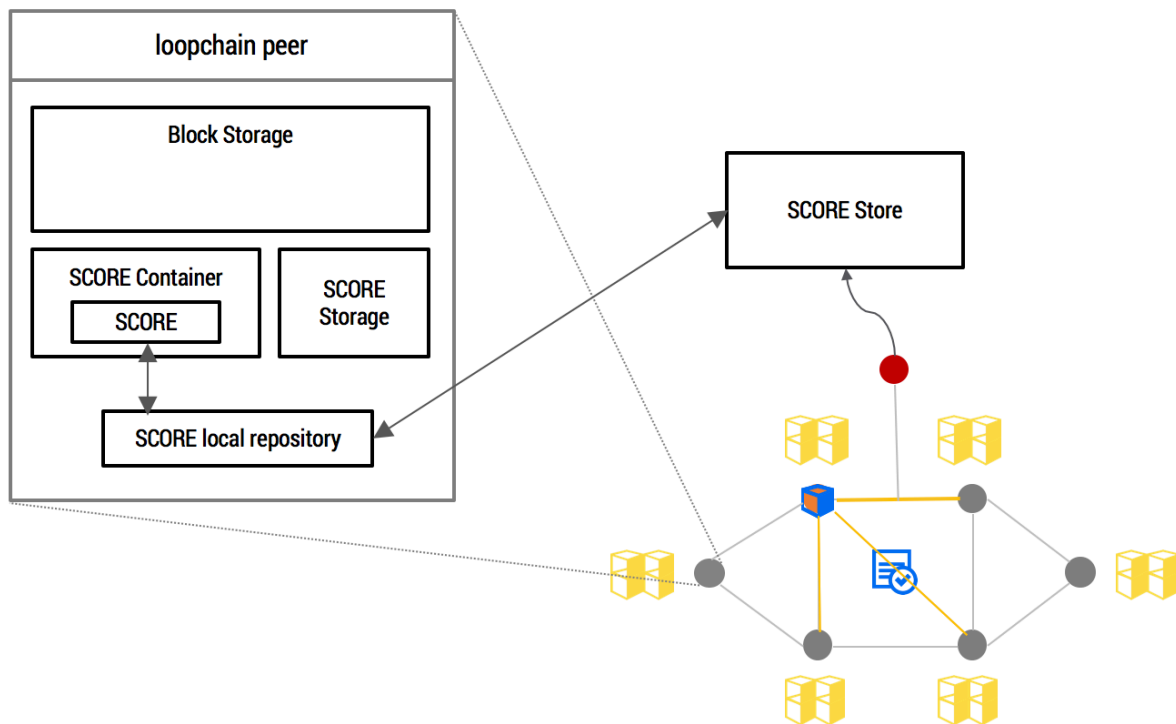 loopchain peer
Block Storage
SCORE Container
SCORE
SCORE
Storage
SCORE local repository
SCORE Store